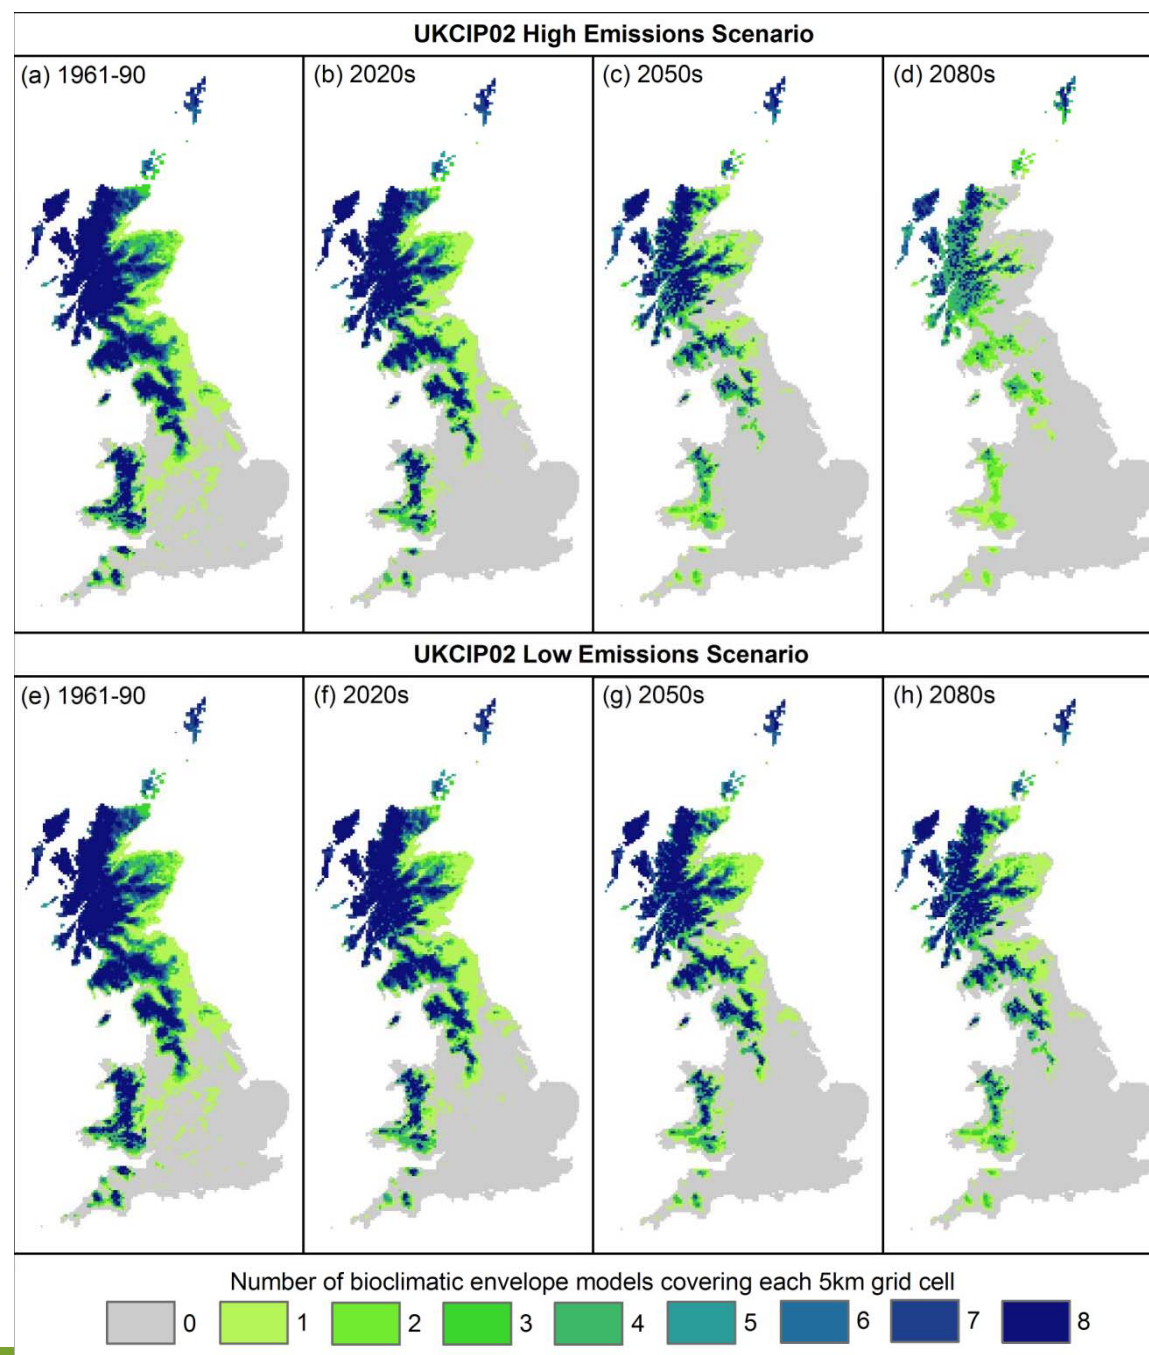 UKCIP02 High Emissions Scenario
(a) 1961-90
(b) 2020s
(c) 2050s
(d) 2080s
UKCIP02 Low Emissions Scenario
(e) 1961-90
(f) 2020s
(g) 2050s
(h) 2080s
Number of bioclimatic envelope models covering each 5km grid cell
0 1 2 3 4 5 6 7 8